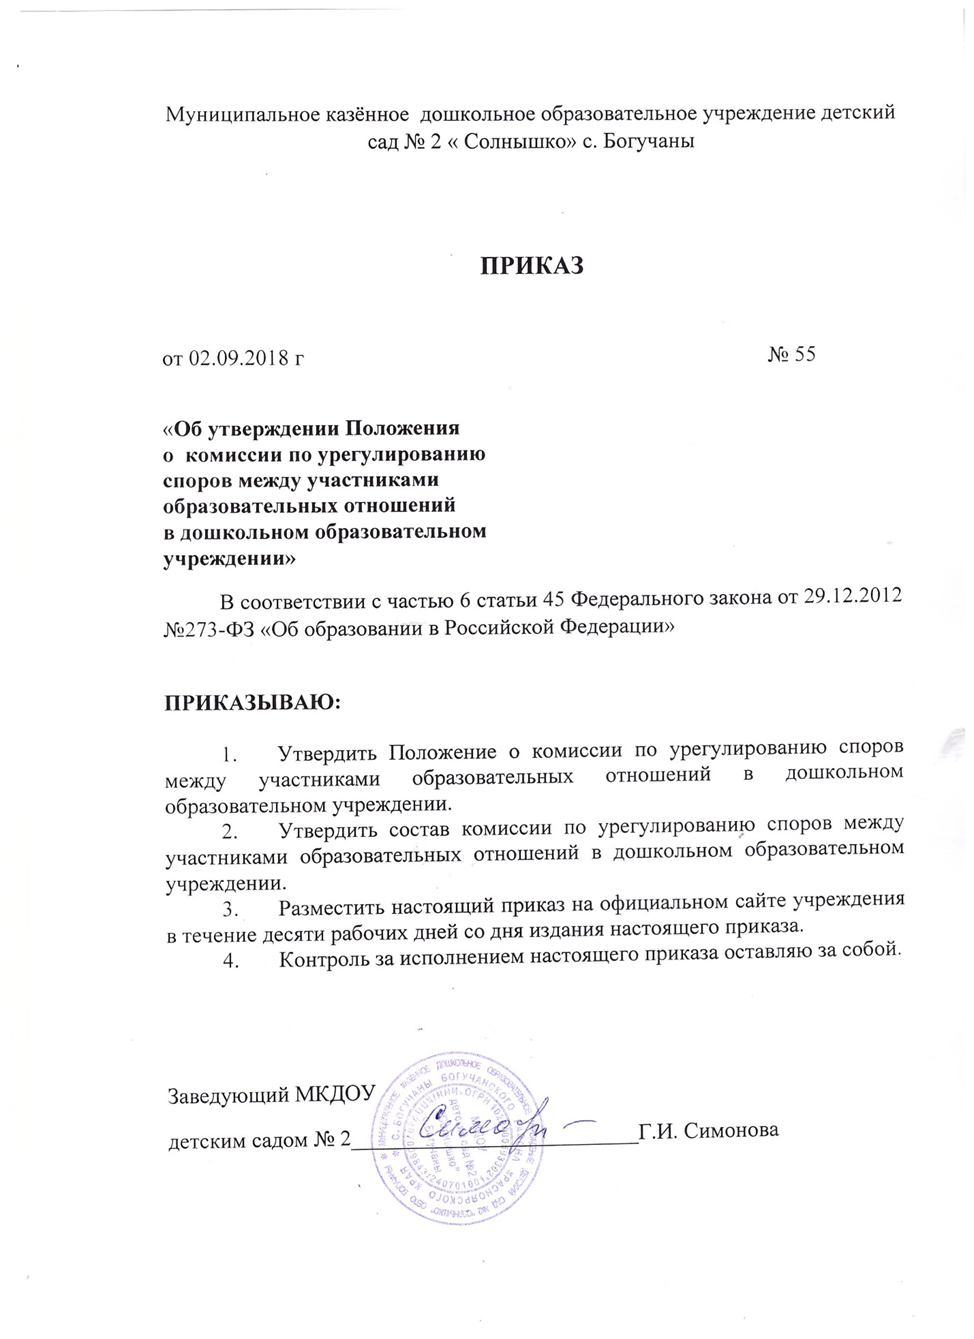 Муниципальное казённое  дошкольное образовательное учреждение детский
сад № 2 « Солнышко» с. Богучаны
ПРИКАЗ
от 02.09.2018 г
№ 55
«Об утверждении Положения
о  комиссии по урегулированию
споров между участниками
образовательных отношений
в дошкольном образовательном
учреждении»
В соответствии с частью 6 статьи 45 Федерального закона от 29.12.2012
№273-ФЗ «Об образовании в Российской Федерации»
ПРИКАЗЫВАЮ:
1. Утвердить Положение о комиссии по урегулированию споров
между участниками образовательных отношений в дошкольном
образовательном учреждении.
2. Утвердить состав комиссии по урегулированию споров между
участниками образовательных отношений в дошкольном образовательном
учреждении.
3. Разместить настоящий приказ на официальном сайте учреждения
в течение десяти рабочих дней со дня издания настоящего приказа.
4. Контроль за исполнением настоящего приказа оставляю за собой.
Заведующий МКДОУ
детским садом № 2__________________________Г.И. Симонова